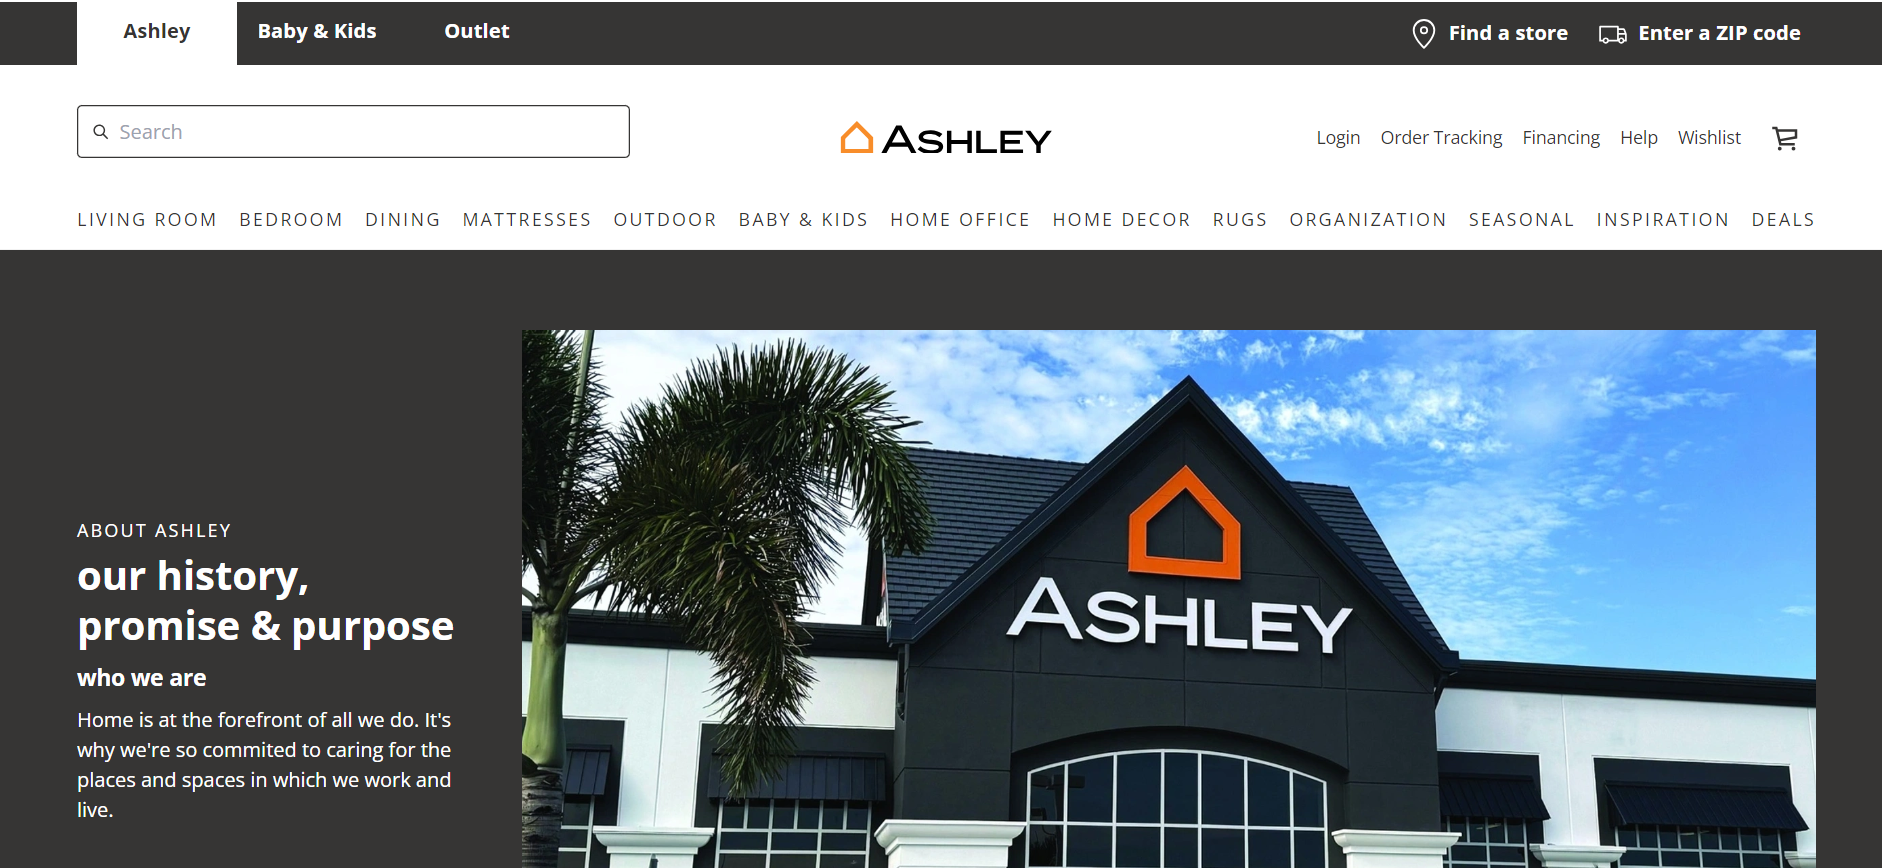 Ashley
Baby & Kids
Outlet
Find a store
Enter a ZIP code
Search
ASHLEY
Login
Order Tracking
Financing
Help
Wishlist
LIVING ROOM
BEDROOM
DINING
MATTRESSES
OUTDOOR
BABY & KIDS
HOME OFFICE
HOME DECOR
RUGS
ORGANIZATION
SEASONAL
INSPIRATION
DEALS
ABOUT ASHLEY
our history,
promise & purpose
who we are
Home is at the forefront of all we do. It's
why we're so commited to caring for the
places and spaces in which we work and
live.
ASHLEY